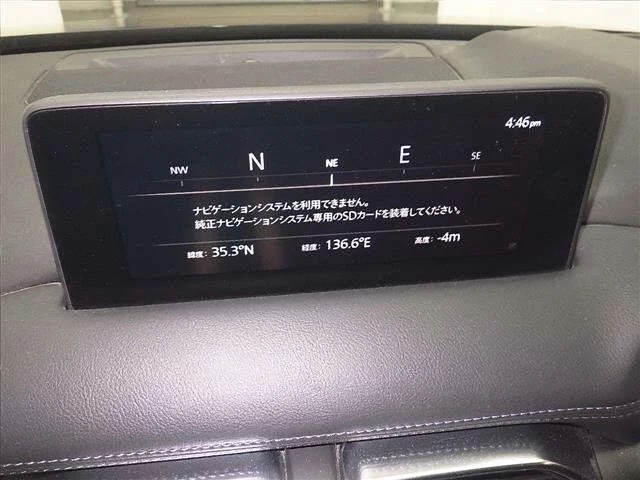 4:46pm
NW N NE E SE
ナビゲーションシステムを利用できません。
純正ナビゲーションシステム専用のSDカードを装着してください。
緯度: 35.3°N 経度: 136.6°E 高度: -4m